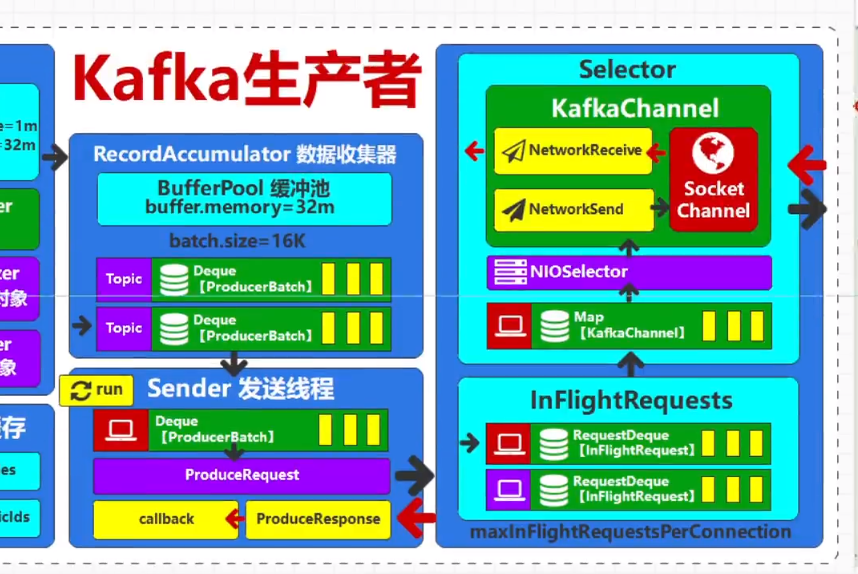 Kafka生产者
e=1m
=32m
er
zer
对象
er
象
存
es
icIds
RecordAccumulator 数据收集器
BufferPool 缓冲池
buffer.memory=32m
batch.size=16K
Topic
Deque
【ProducerBatch】
Topic
Deque
【ProducerBatch】
run
Sender 发送线程
Deque
【ProducerBatch】
ProduceRequest
callback
ProduceResponse
Selector
KafkaChannel
NetworkReceive
NetworkSend
Socket
Channel
NIOSelector
Map
【KafkaChannel】
InFlightRequests
RequestDeque
【InFlightRequest】
RequestDeque
【InFlightRequest】
maxInFlightRequestsPerConnection